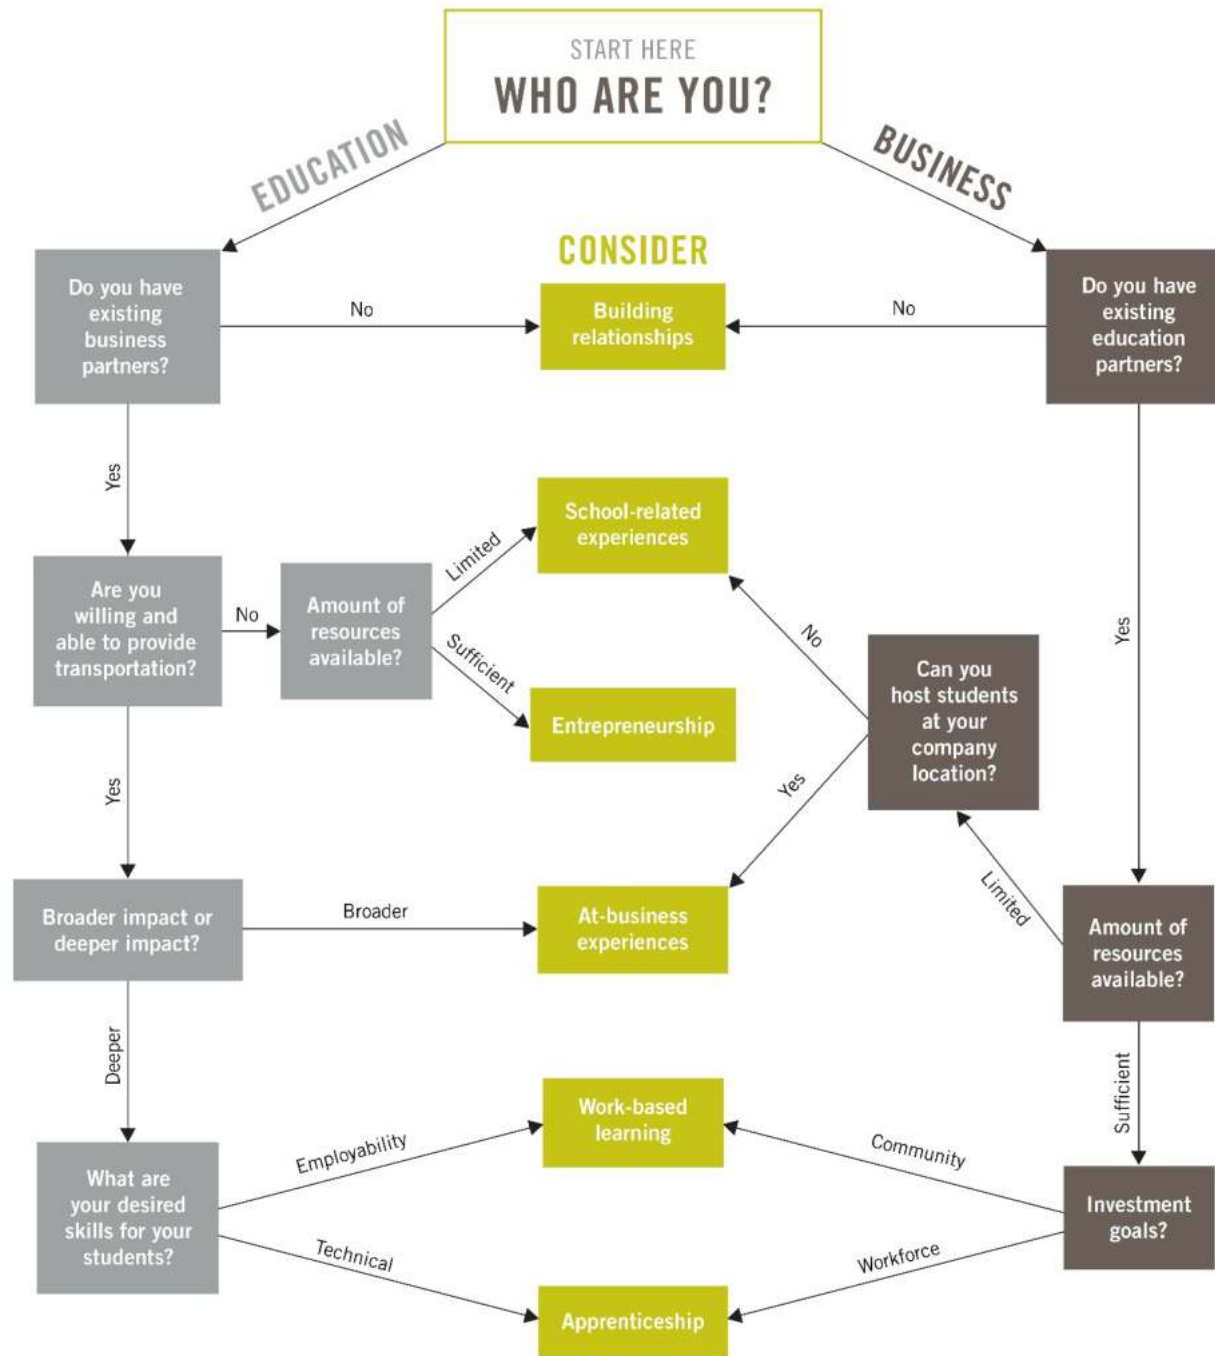 START HERE
WHO ARE YOU?
EDUCATION
BUSINESS
CONSIDER
Do you have
existing
business
partners?
No
Building
relationships
No
Do you have
existing
education
partners?
Yes
School-related
experiences
Limited
Are you
willing and
able to provide
transportation?
No
Amount of
resources
available?
Sufficient
Entrepreneurship
No
Can you
host students
at your
company
location?
Yes
Yes
Yes
Limited
Broader impact or
deeper impact?
Broader
At-business
experiences
Amount of
resources
available?
Deeper
Sufficient
Work-based
learning
Employability
Community
What are
your desired
skills for your
students?
Investment
goals?
Technical
Workforce
Apprenticeship